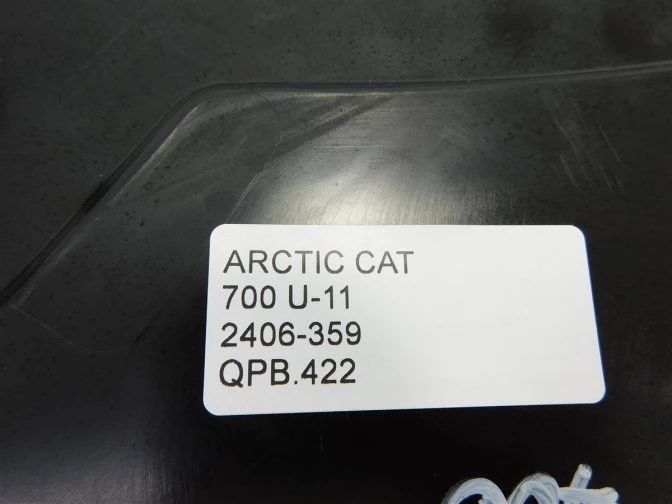 ARCTIC CAT
700 U-11
2406-359
QPB.422